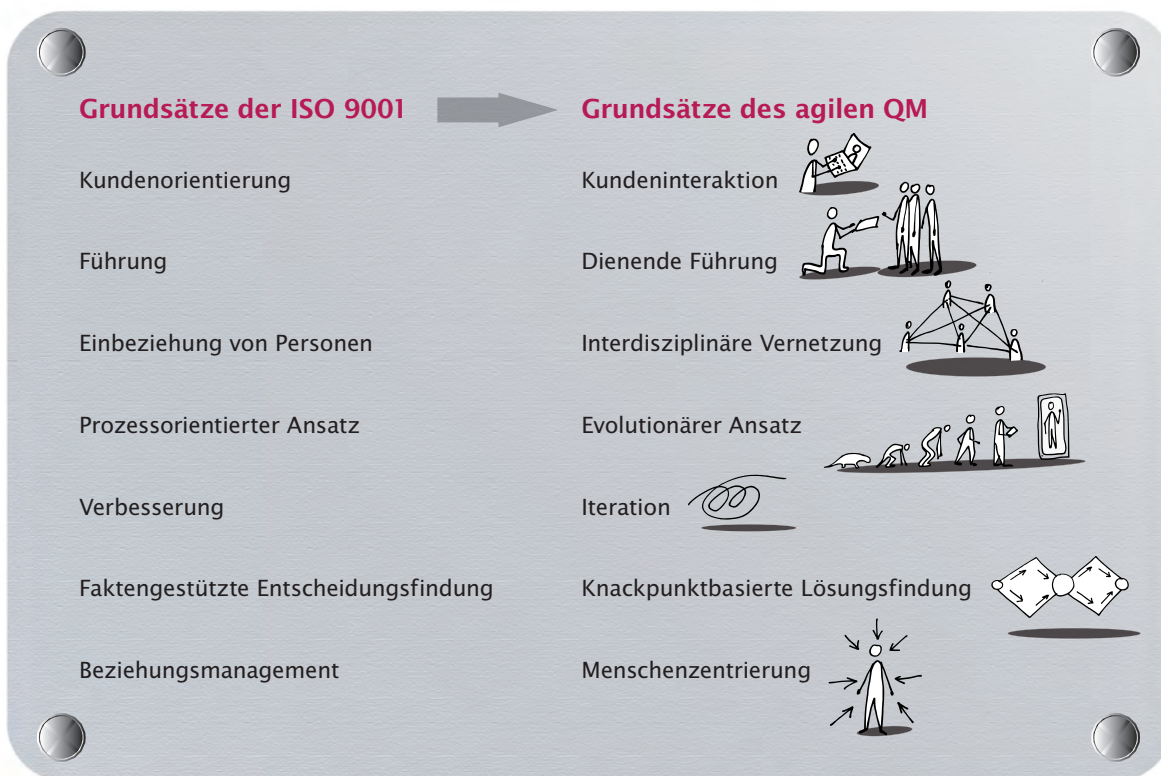 Grundsätze der ISO 9001 Grundsätze des agilen QM
Kundenorientierung Kundeninteraktion
Führung Dienende Führung
Einbeziehung von Personen Interdisziplinäre Vernetzung
Prozessorientierter Ansatz Evolutionärer Ansatz
Verbesserung Iteration
Faktengestützte Entscheidungsfindung Knackpunktbasierte Lösungsfindung
Beziehungsmanagement Menschenzentrierung